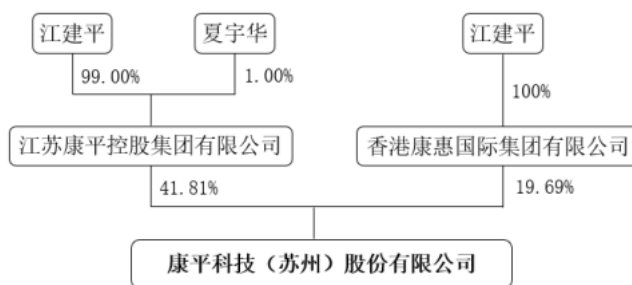 江建平
夏宇华
江建平
99.00%
1.00%
100%
江苏康平控股集团有限公司
香港康惠国际集团有限公司
41.81%
19.69%
康平科技（苏州）股份有限公司